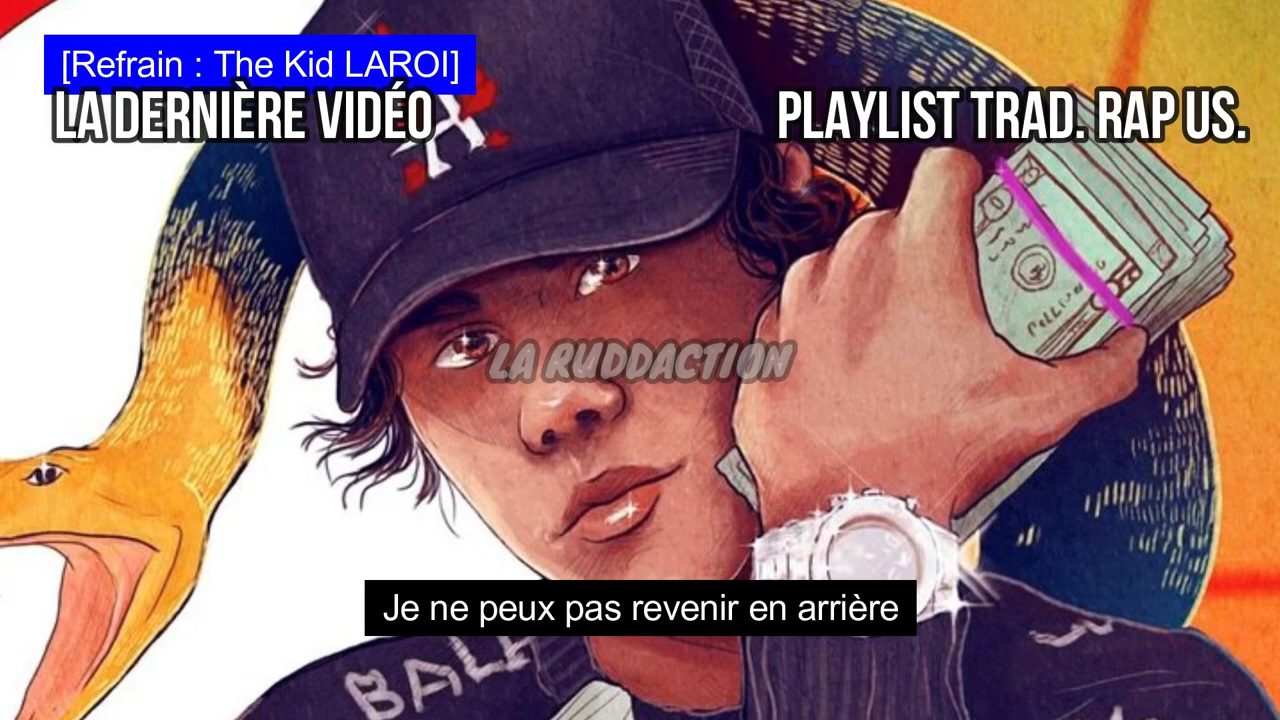 [Refrain : The Kid LAROI]
LA DERNIÈRE VIDÉO
PLAYLIST TRAD. RAP US.
A
LA RUDDACTION
Je ne peux pas revenir en arrière